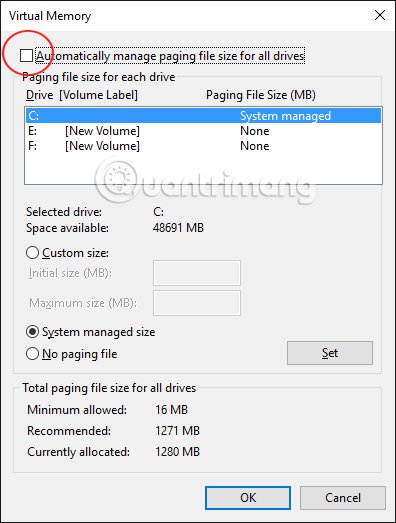 Virtual Memory
Automatically manage paging file size for all drives
Paging file size for each drive
Drive [Volume Label] Paging File Size (MB)
C: System managed
E: [New Volume] None
F: [New Volume] None
Quantrimang
Selected drive: C:
Space available: 48691 MB
Custom size:
Initial size (MB):
Maximum size (MB):
System managed size
No paging file
Set
Total paging file size for all drives
Minimum allowed: 16 MB
Recommended: 1271 MB
Currently allocated: 1280 MB
OK Cancel